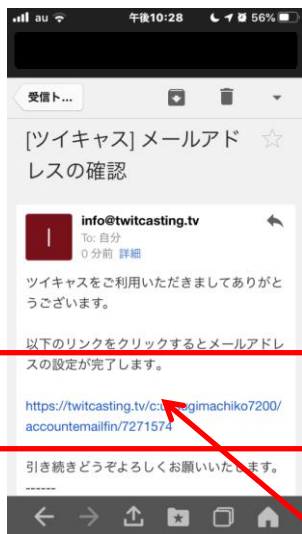 au 午後10:28 56%
受信ト...
[ツイキャス] メールアド
レスの確認
I
info@twitcasting.tv
To: 自分
0 分前 詳細
ツイキャスをご利用いただきましてありがと
うございます。
以下のリンクをクリックするとメールアドレ
スの設定が完了します。
https://twitcasting.tv/c:
accountemailfin/7271574
引き続きどうぞよろしくお願いいたします。
------